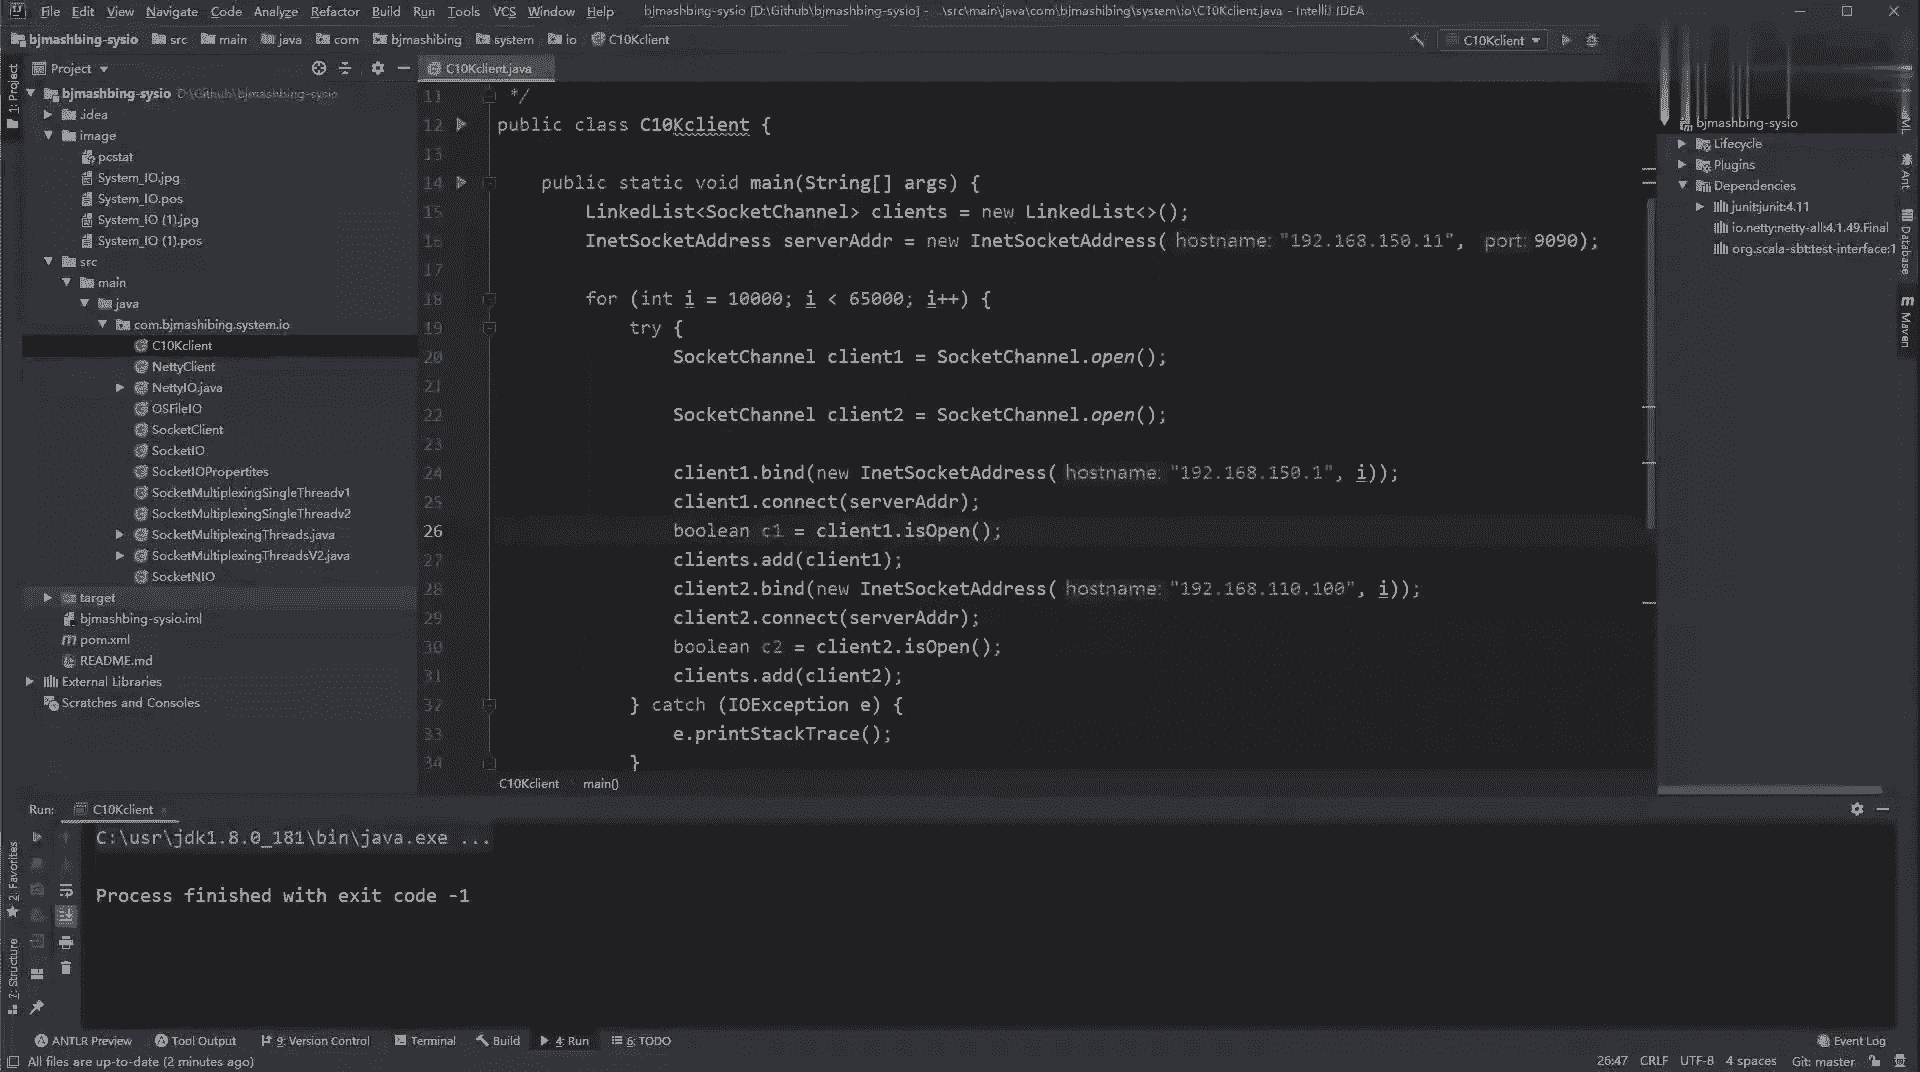 File Edit View Navigate Code Analyze Refactor Build Run Tools VCS Window Help bjmashbing-sysio [D:\Github\bjmashbing-sysio] - ...\src\main\java\com\bjmashibing\system\io\C10Kclient.java - IntelliJ IDEA
bjmashbing-sysio src main java com bjmashibing system io C10Kclient C10Kclient
Project C10Kclient.java
1: Project
bjmashbing-sysio D:\Github\bjmashbing-sysio
.idea
image
pcstat
System_IO.jpg
System_IO.pos
System_IO (1).jpg
System_IO (1).pos
src
main
java
com.bjmashibing.system.io
C10Kclient
NettyClient
NettyIO.java
OSFileIO
SocketClient
SocketIO
SocketIOPropertites
SocketMultiplexingSingleThreadv1
SocketMultiplexingSingleThreadv2
SocketMultiplexingThreads.java
SocketMultiplexingThreadsV2.java
SocketNIO
target
bjmashbing-sysio.iml
pom.xml
README.md
External Libraries
Scratches and Consoles
11 */
12 public class C10Kclient {
13
14 public static void main(String[] args) {
15 LinkedList<SocketChannel> clients = new LinkedList<>();
16 InetSocketAddress serverAddr = new InetSocketAddress( hostname: "192.168.150.11", port: 9090);
17
18 for (int i = 10000; i < 65000; i++) {
19 try {
20 SocketChannel client1 = SocketChannel.open();
21
22 SocketChannel client2 = SocketChannel.open();
23
24 client1.bind(new InetSocketAddress( hostname: "192.168.150.1", i));
25 client1.connect(serverAddr);
26 boolean c1 = client1.isOpen();
27 clients.add(client1);
28 client2.bind(new InetSocketAddress( hostname: "192.168.110.100", i));
29 client2.connect(serverAddr);
30 boolean c2 = client2.isOpen();
31 clients.add(client2);
32 } catch (IOException e) {
33 e.printStackTrace();
34 }
C10Kclient main()
bjmashbing-sysio
Lifecycle
Plugins
Dependencies
junit:junit:4.11
io.netty:netty-all:4.1.49.Final
org.scala-sbt:test-interface:1
Ant
Database
Maven
Run: C10Kclient
C:\usr\jdk1.8.0_181\bin\java.exe ...
Process finished with exit code -1
2: Favorites
7: Structure
ANTLR Preview Tool Output 9: Version Control Terminal Build 4: Run 6: TODO Event Log
All files are up-to-date (2 minutes ago) 26:47 CRLF UTF-8 4 spaces Git: master